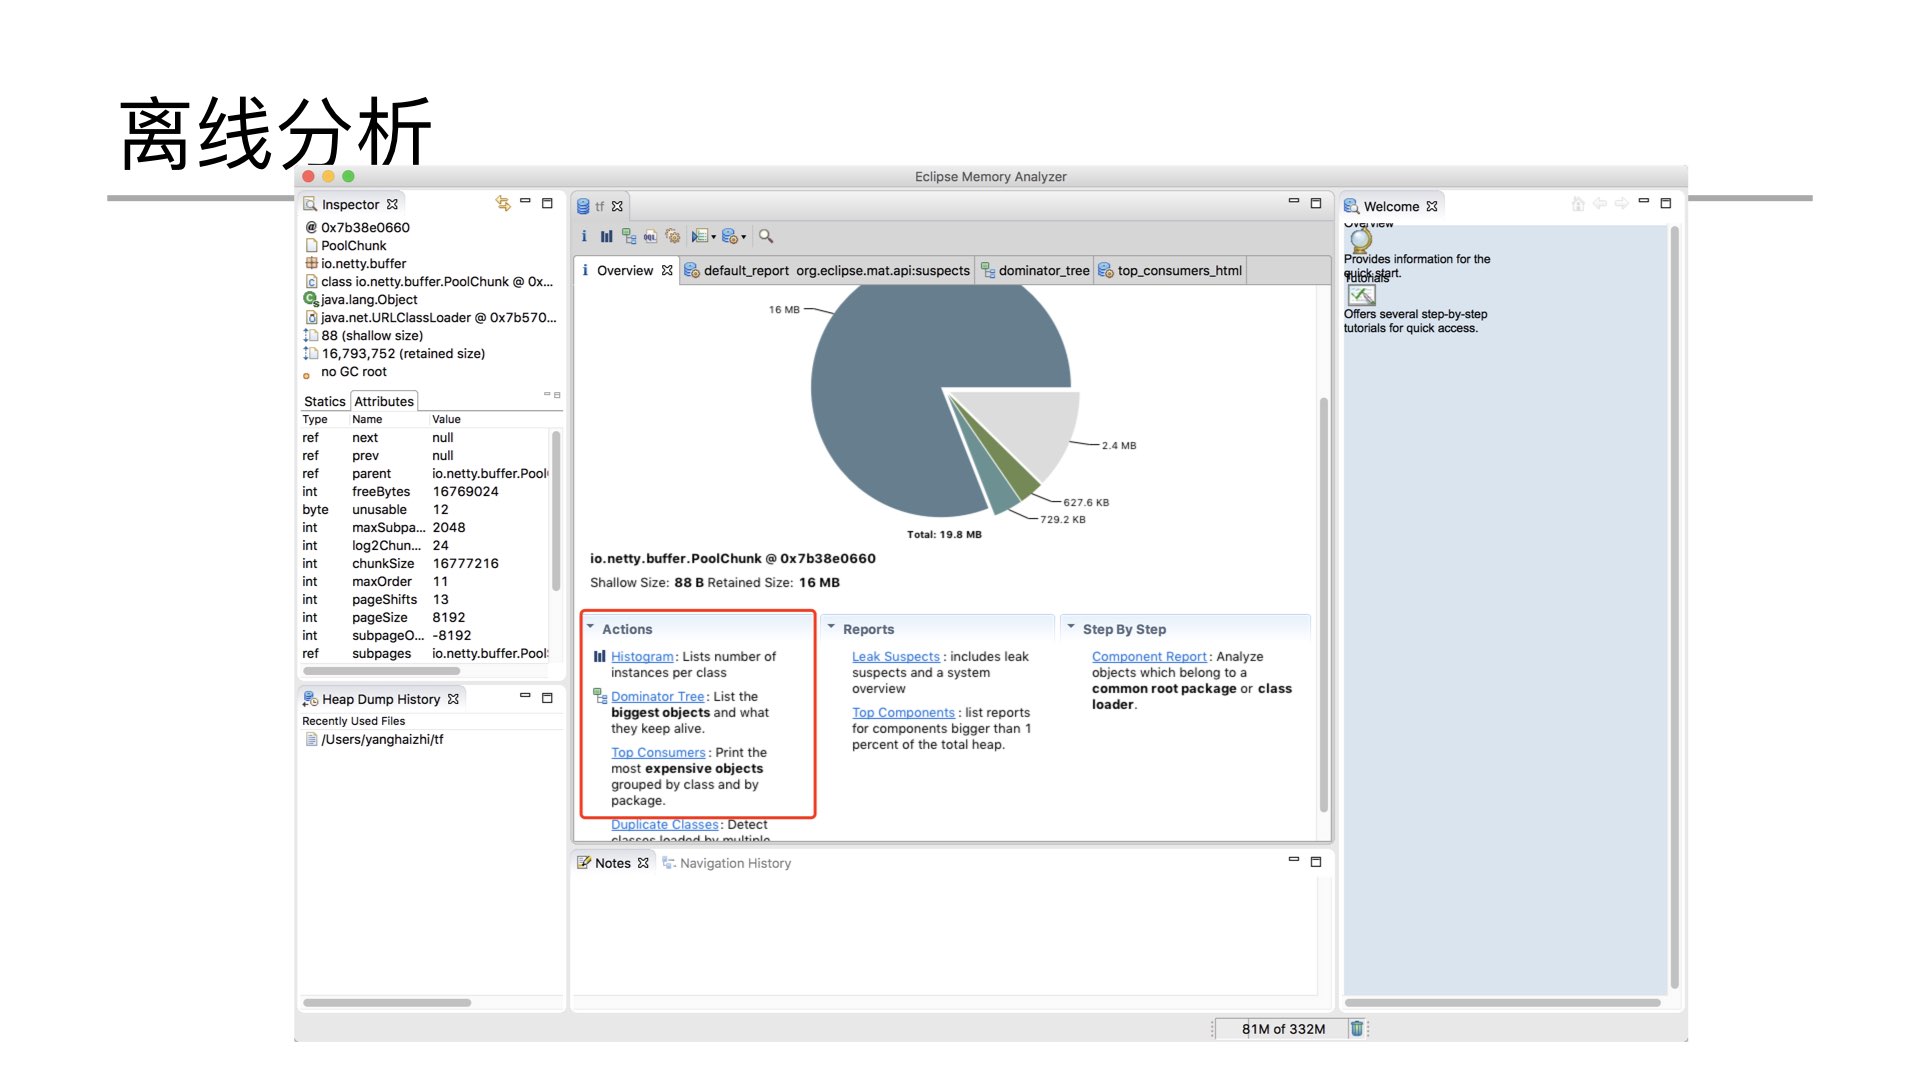 离线分析
Eclipse Memory Analyzer
Inspector
@ 0x7b38e0660
PoolChunk
io.netty.buffer
class io.netty.buffer.PoolChunk @ 0x...
java.lang.Object
java.net.URLClassLoader @ 0x7b570...
88 (shallow size)
16,793,752 (retained size)
no GC root
Statics Attributes
Type Name Value
ref next null
ref prev null
ref parent io.netty.buffer.Pool
int freeBytes 16769024
byte unusable 12
int maxSubpa... 2048
int log2Chun... 24
int chunkSize 16777216
int maxOrder 11
int pageShifts 13
int pageSize 8192
int subpageO... -8192
ref subpages io.netty.buffer.Pool
Heap Dump History
Recently Used Files
/Users/yanghaizhi/tf
tf
Overview
default_report org.eclipse.mat.api:suspects
dominator_tree
top_consumers_html
16 MB
2.4 MB
627.6 KB
729.2 KB
Total: 19.8 MB
io.netty.buffer.PoolChunk @ 0x7b38e0660
Shallow Size: 88 B Retained Size: 16 MB
Actions
Histogram: Lists number of
instances per class
Dominator Tree: List the
biggest objects and what
they keep alive.
Top Consumers: Print the
most expensive objects
grouped by class and by
package.
Duplicate Classes: Detect
classes loaded by multiple
Reports
Leak Suspects: includes leak
suspects and a system
overview
Top Components: list reports
for components bigger than 1
percent of the total heap.
Step By Step
Component Report: Analyze
objects which belong to a
common root package or class
loader.
Notes
Navigation History
Welcome
Overview
Provides information for the
quick start.
Tutorials
Offers several step-by-step
tutorials for quick access.
81M of 332M